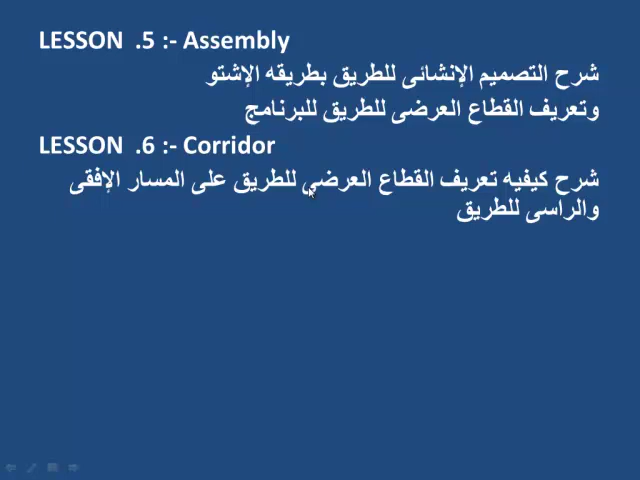 LESSON .5 :- Assembly
شرح التصميم الإنشائى للطريق بطريقه الإشتو
وتعريف القطاع العرضى للطريق للبرنامج
LESSON .6 :- Corridor
شرح كيفيه تعريف القطاع العرضي للطريق على المسار الإفقى
والراسى للطريق